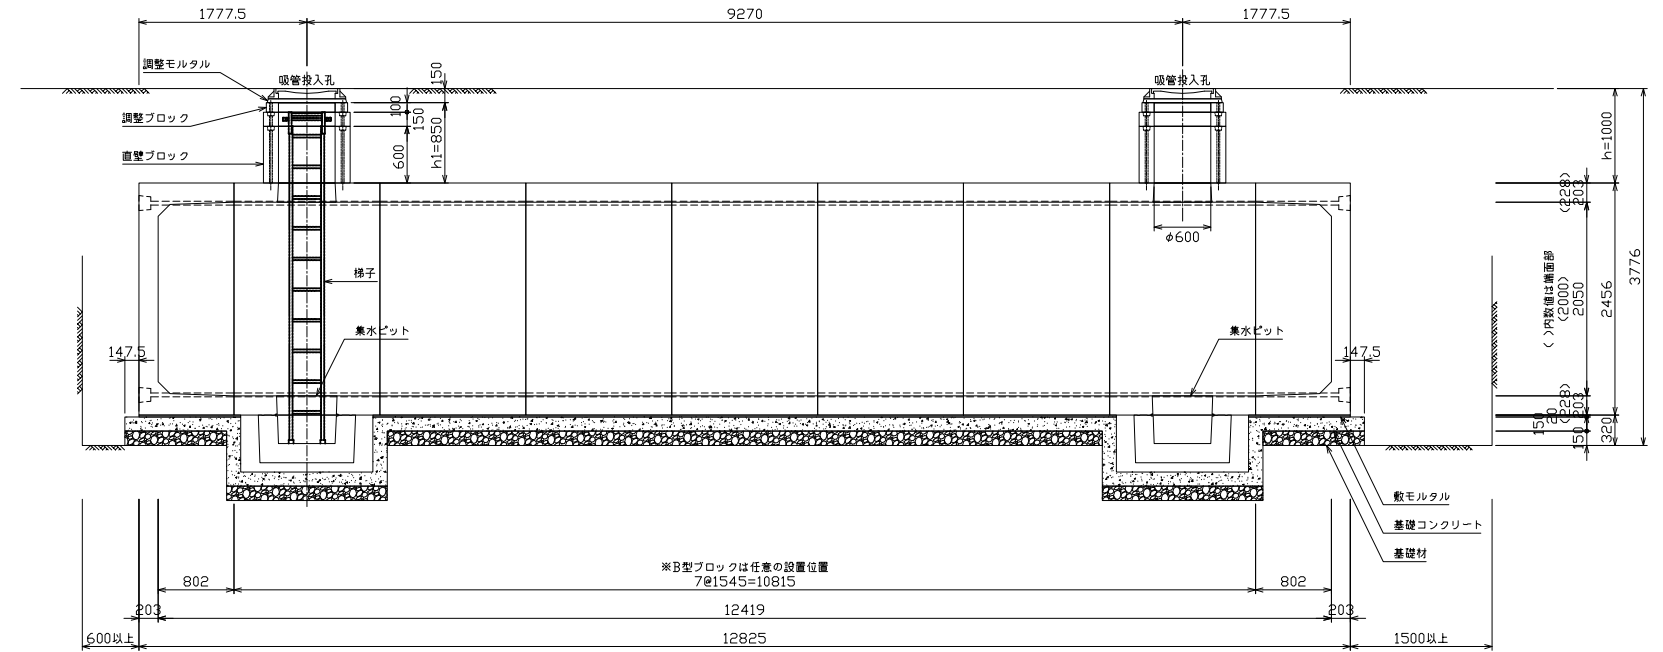 1777.5
9270
1777.5
調整モルタル
吸管投入孔
150
吸管投入孔
100
調整ブロック
150
h1=850
600
h=1000
直壁ブロック
(228)
203
φ600
3776
梯子
( )内数値は端面部
(2000)
2050
2456
集水ピット
集水ピット
147.5
147.5
(228)
203
20
150
150
320
敷モルタル
基礎コンクリート
基礎材
※B型ブロックは任意の設置位置
802
7@1545=10815
802
203
12419
203
600以上
12825
1500以上